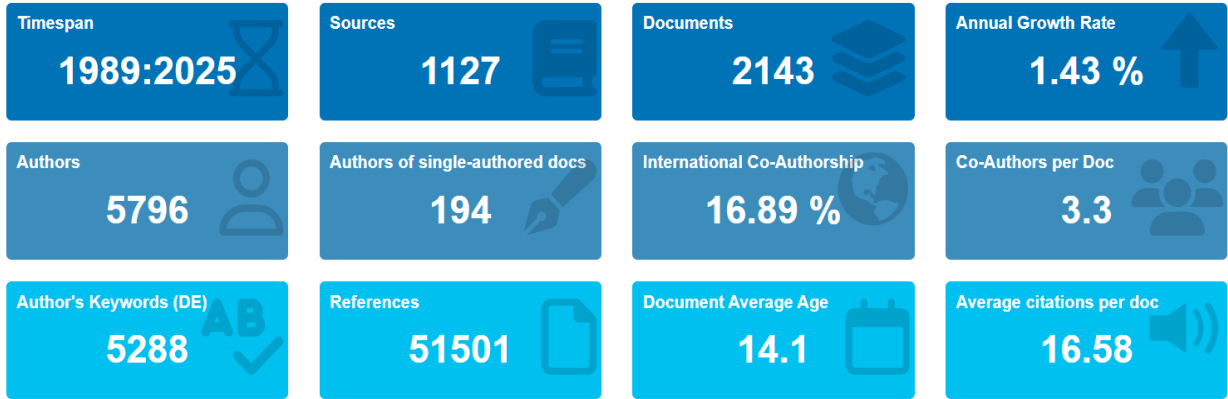 Timespan
1989:2025
Sources
1127
Documents
2143
Annual Growth Rate
1.43 %
Authors
5796
Authors of single-authored docs
194
International Co-Authorship
16.89 %
Co-Authors per Doc
3.3
Author's Keywords (DE)
AB
5288
References
51501
Document Average Age
14.1
Average citations per doc
16.58